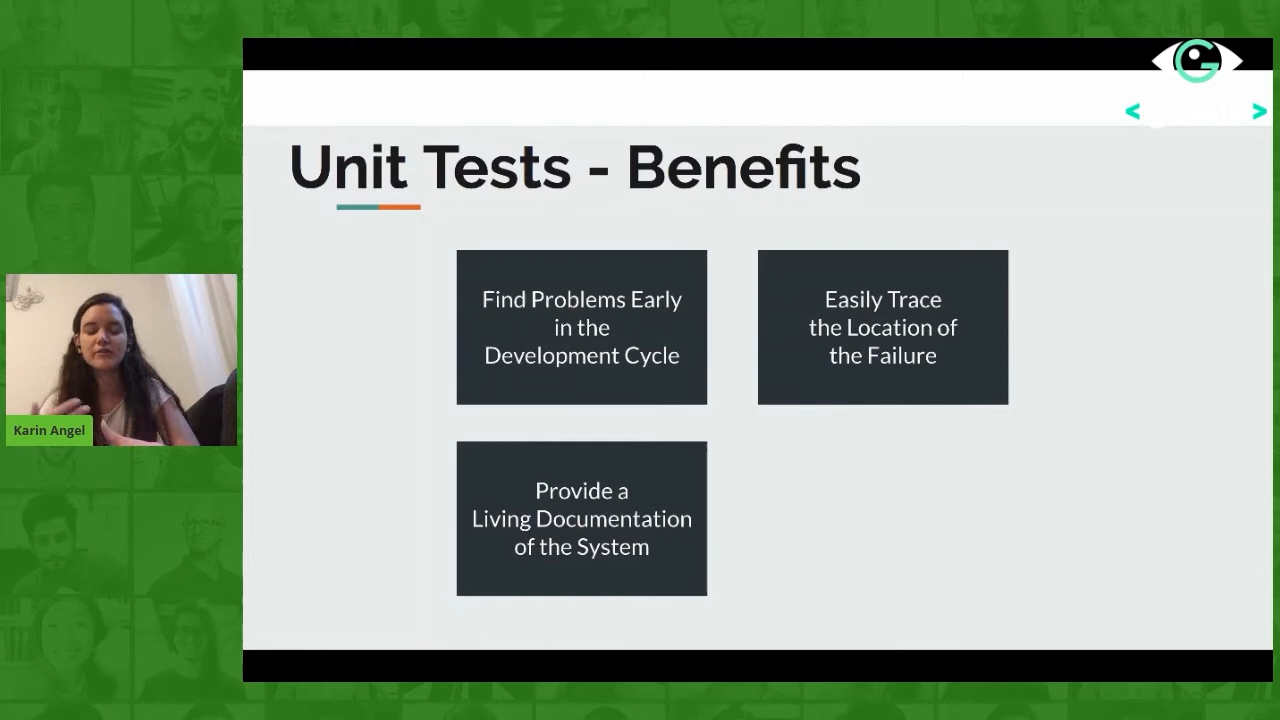 Unit Tests - Benefits
Find Problems Early
in the
Development Cycle
Easily Trace
the Location of
the Failure
Provide a
Living Documentation
of the System
Karin Angel